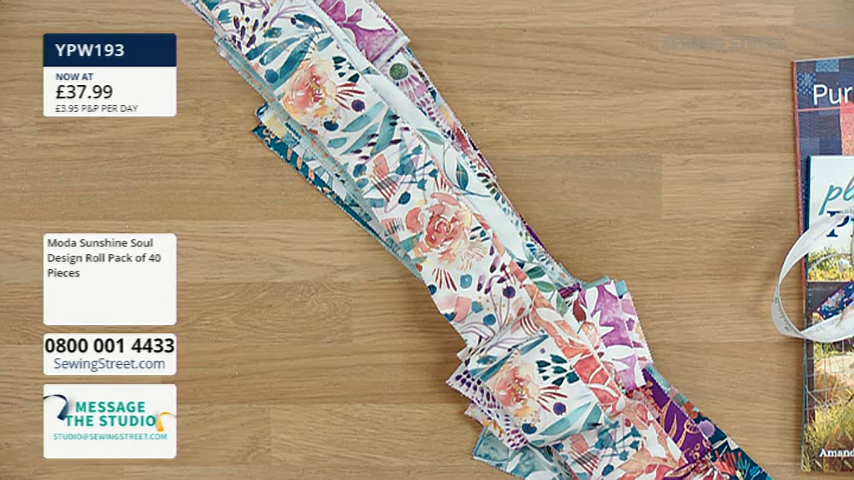 YPW193
NOW AT
£37.99
£3.95 P&P PER DAY
Moda Sunshine Soul
Design Roll Pack of 40
Pieces
0800 001 4433
SewingStreet.com
MESSAGE
THE STUDIO
STUDIO@SEWINGSTREET.COM
Pur
pl
Amand